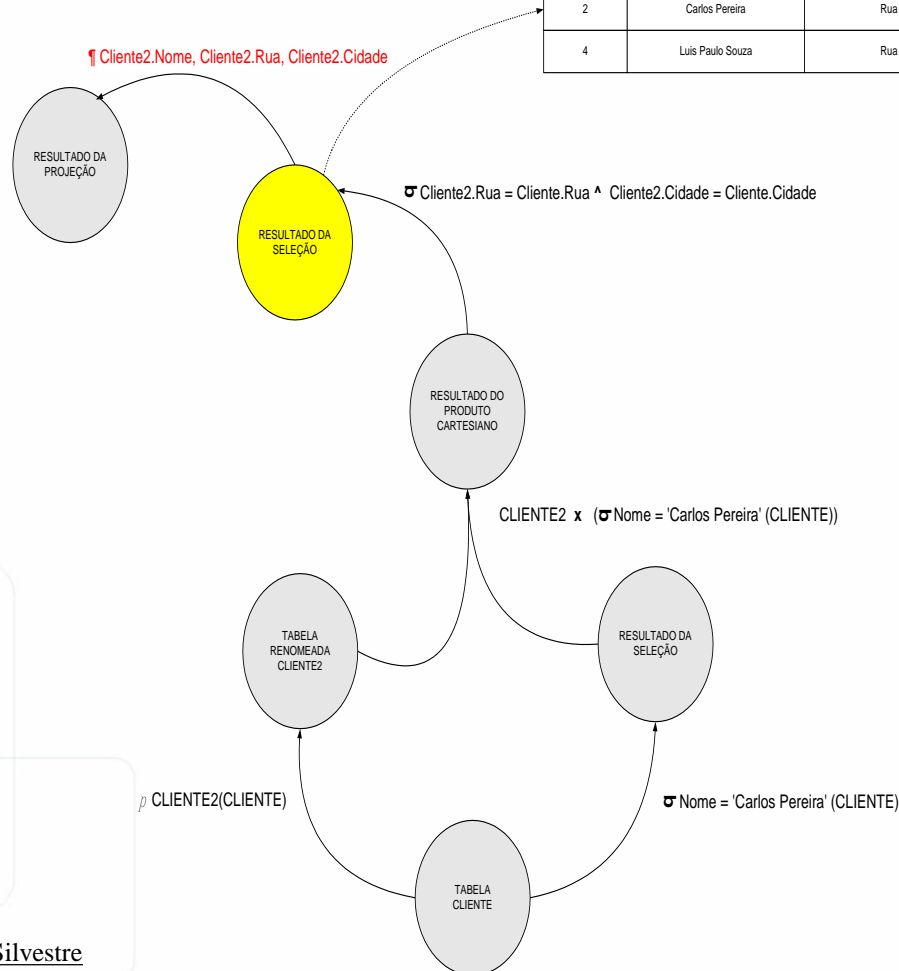 2 Carlos Pereira Rua
4 Luis Paulo Souza Rua
¶ Cliente2.Nome, Cliente2.Rua, Cliente2.Cidade
RESULTADO DA
PROJEÇÃO
σ Cliente2.Rua = Cliente.Rua ^ Cliente2.Cidade = Cliente.Cidade
RESULTADO DA
SELEÇÃO
RESULTADO DO
PRODUTO
CARTESIANO
CLIENTE2 x (σ Nome = 'Carlos Pereira' (CLIENTE))
TABELA
RENOMEADA
CLIENTE2
RESULTADO DA
SELEÇÃO
p CLIENTE2(CLIENTE)
σ Nome = 'Carlos Pereira' (CLIENTE)
TABELA
CLIENTE
Silvestre